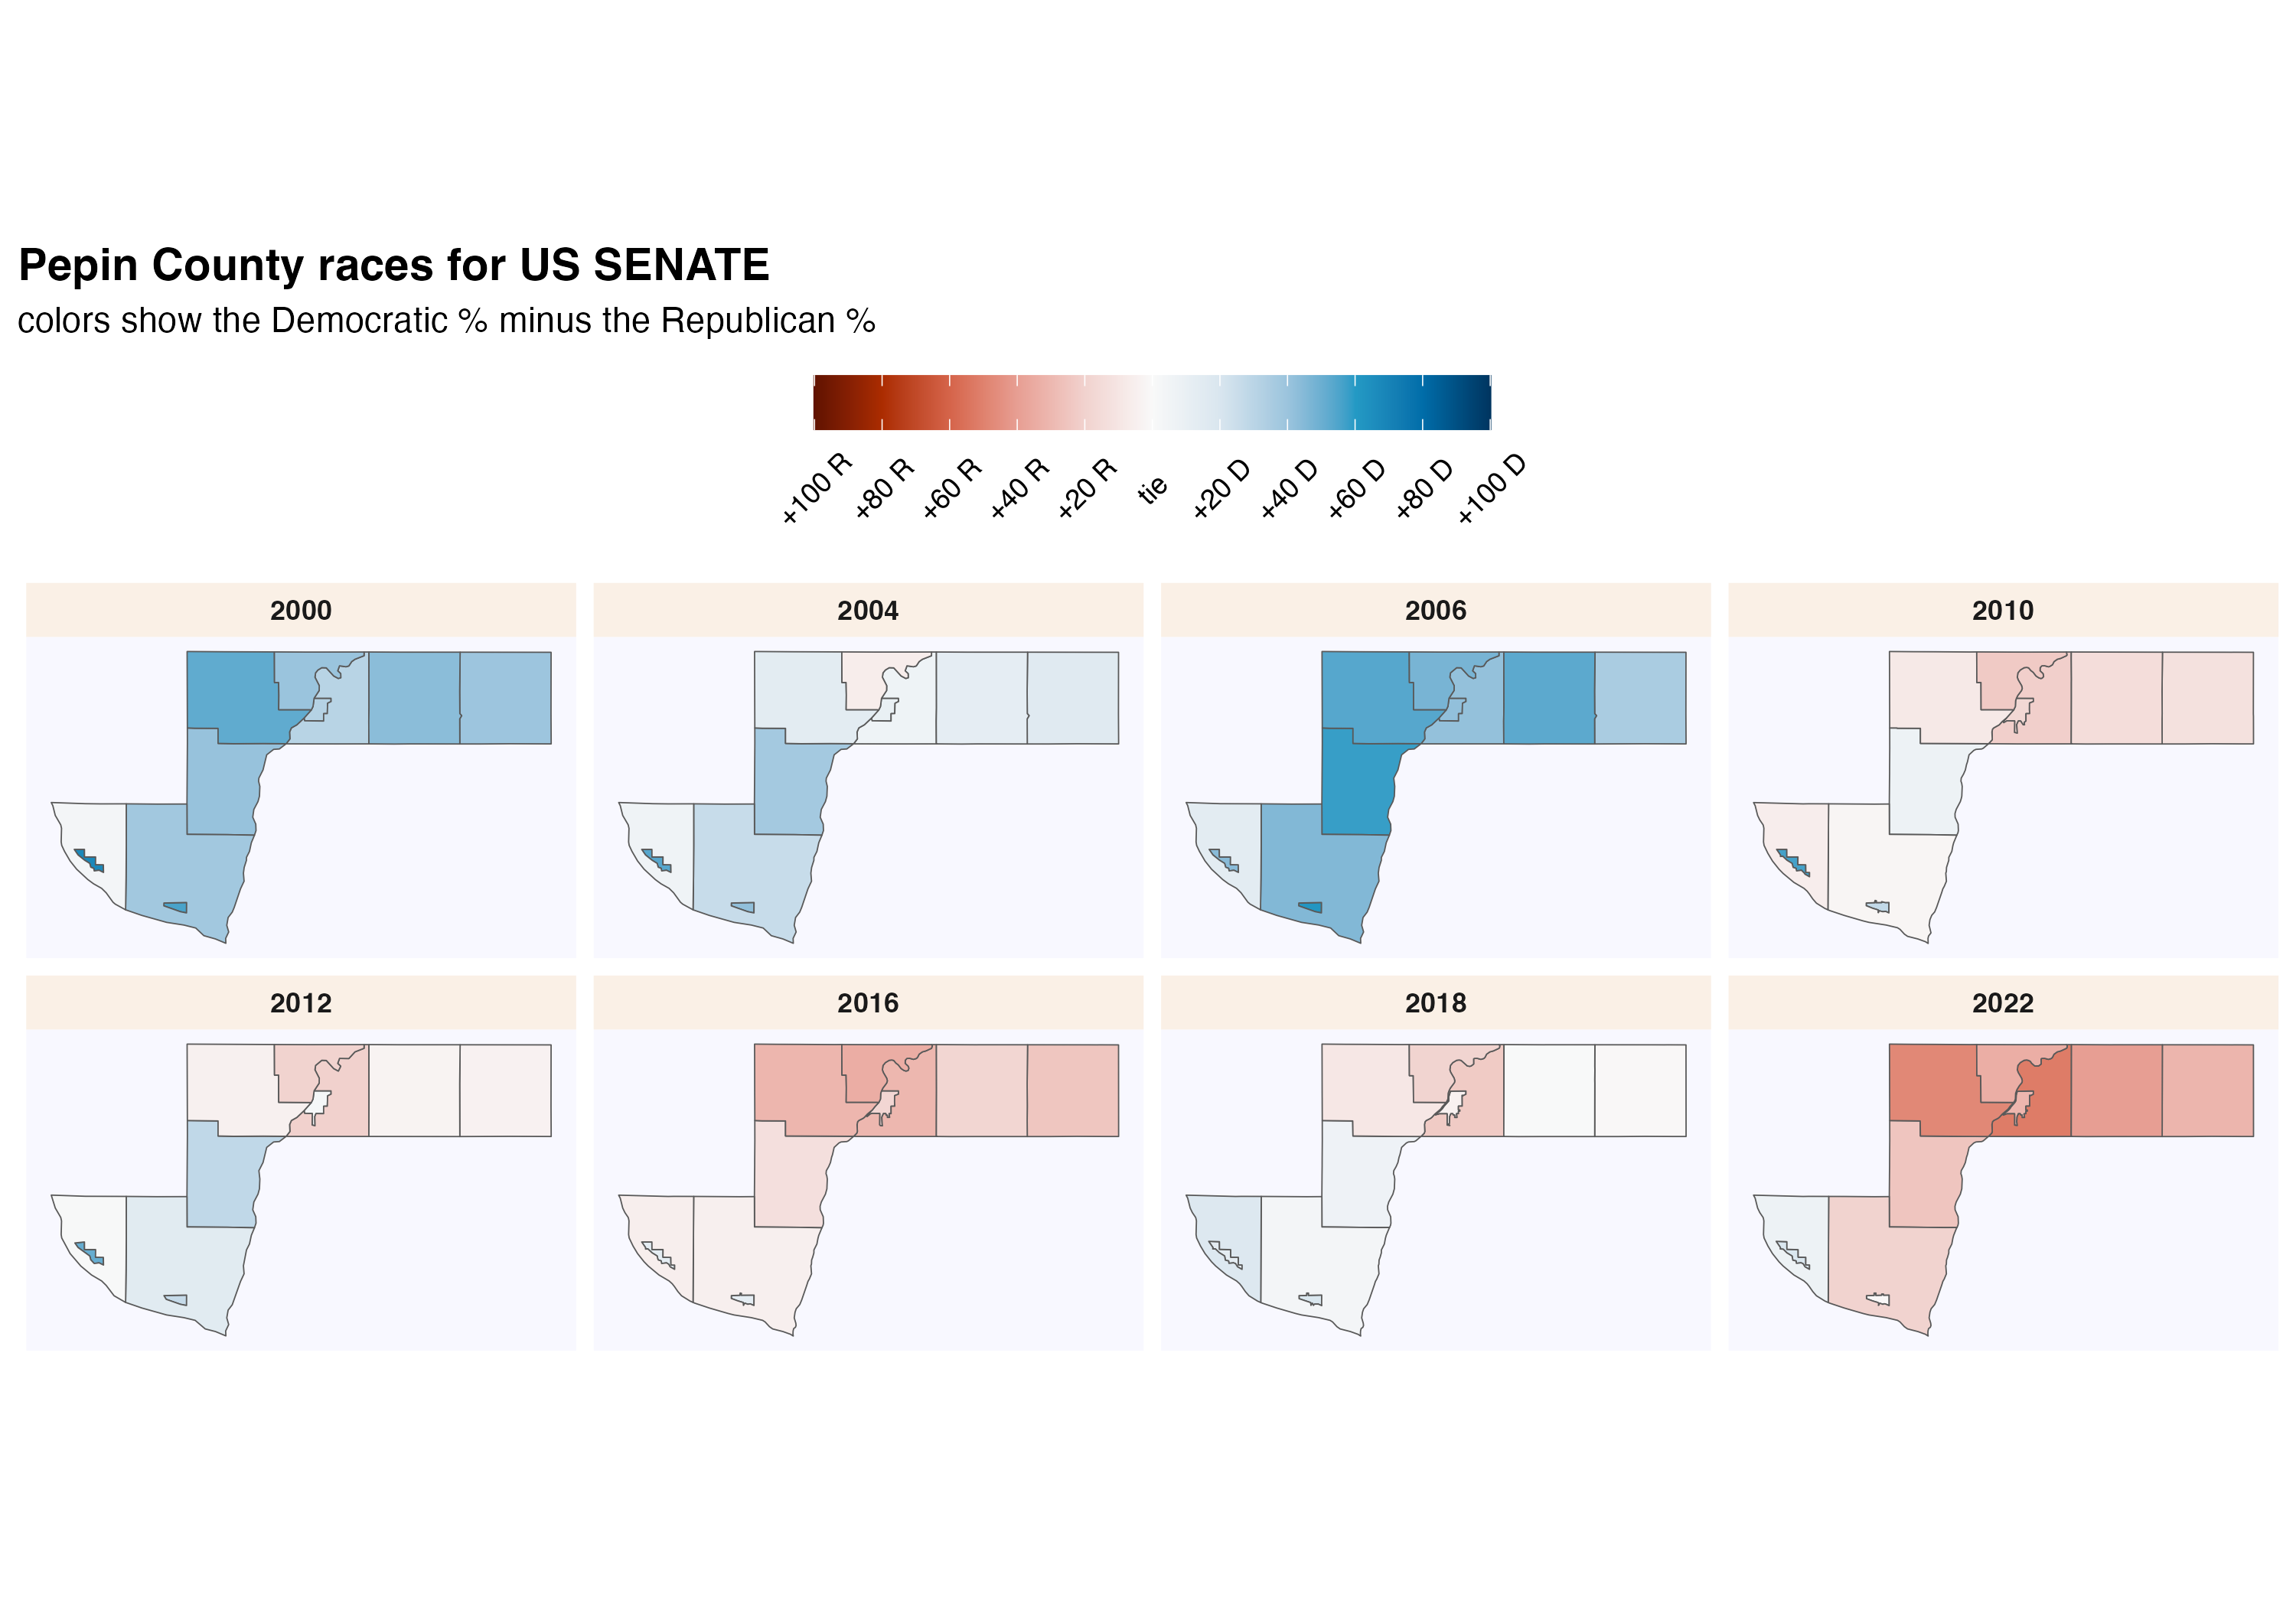 Pepin County races for US SENATE
colors show the Democratic % minus the Republican %
+100 R +80 R +60 R +40 R +20 R tie +20 D +40 D +60 D +80 D +100 D
2000 2004 2006 2010
2012 2016 2018 2022